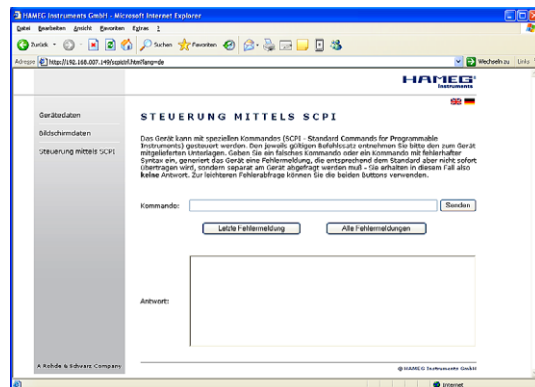 HAMEG Instruments GmbH - Microsoft Internet Explorer
Datei Bearbeiten Ansicht Favoriten Extras ?
Zurück Suchen Favoriten
Adresse http://192.168.007.149/scpictrl.htm?lang=de Wechseln zu Links
HAMEG
Instruments
Gerätedaten
Bildschirmdaten
Steuerung mittels SCPI
STEUERUNG MITTELS SCPI
Das Gerät kann mit speziellen Kommandos (SCPI - Standard Commands for Programmable
Instruments) gesteuert werden. Den jeweils gültigen Befehlssatz entnehmen Sie bitte den zum Gerät
mitgelieferten Unterlagen. Geben Sie ein falsches Kommando oder ein Kommando mit fehlerhafter
Syntax ein, generiert das Gerät eine Fehlermeldung, die entsprechend dem Standard aber nicht sofort
übertragen wird, sondern separat am Gerät abgefragt werden muß - Sie erhalten in diesem Fall also
keine Antwort. Zur leichteren Fehlerabfrage können Sie die beiden Buttons verwenden.
Kommando: Senden
Letzte Fehlermeldung Alle Fehlermeldungen
Antwort:
A Rohde & Schwarz Company
© HAMEG Instruments GmbH
Internet